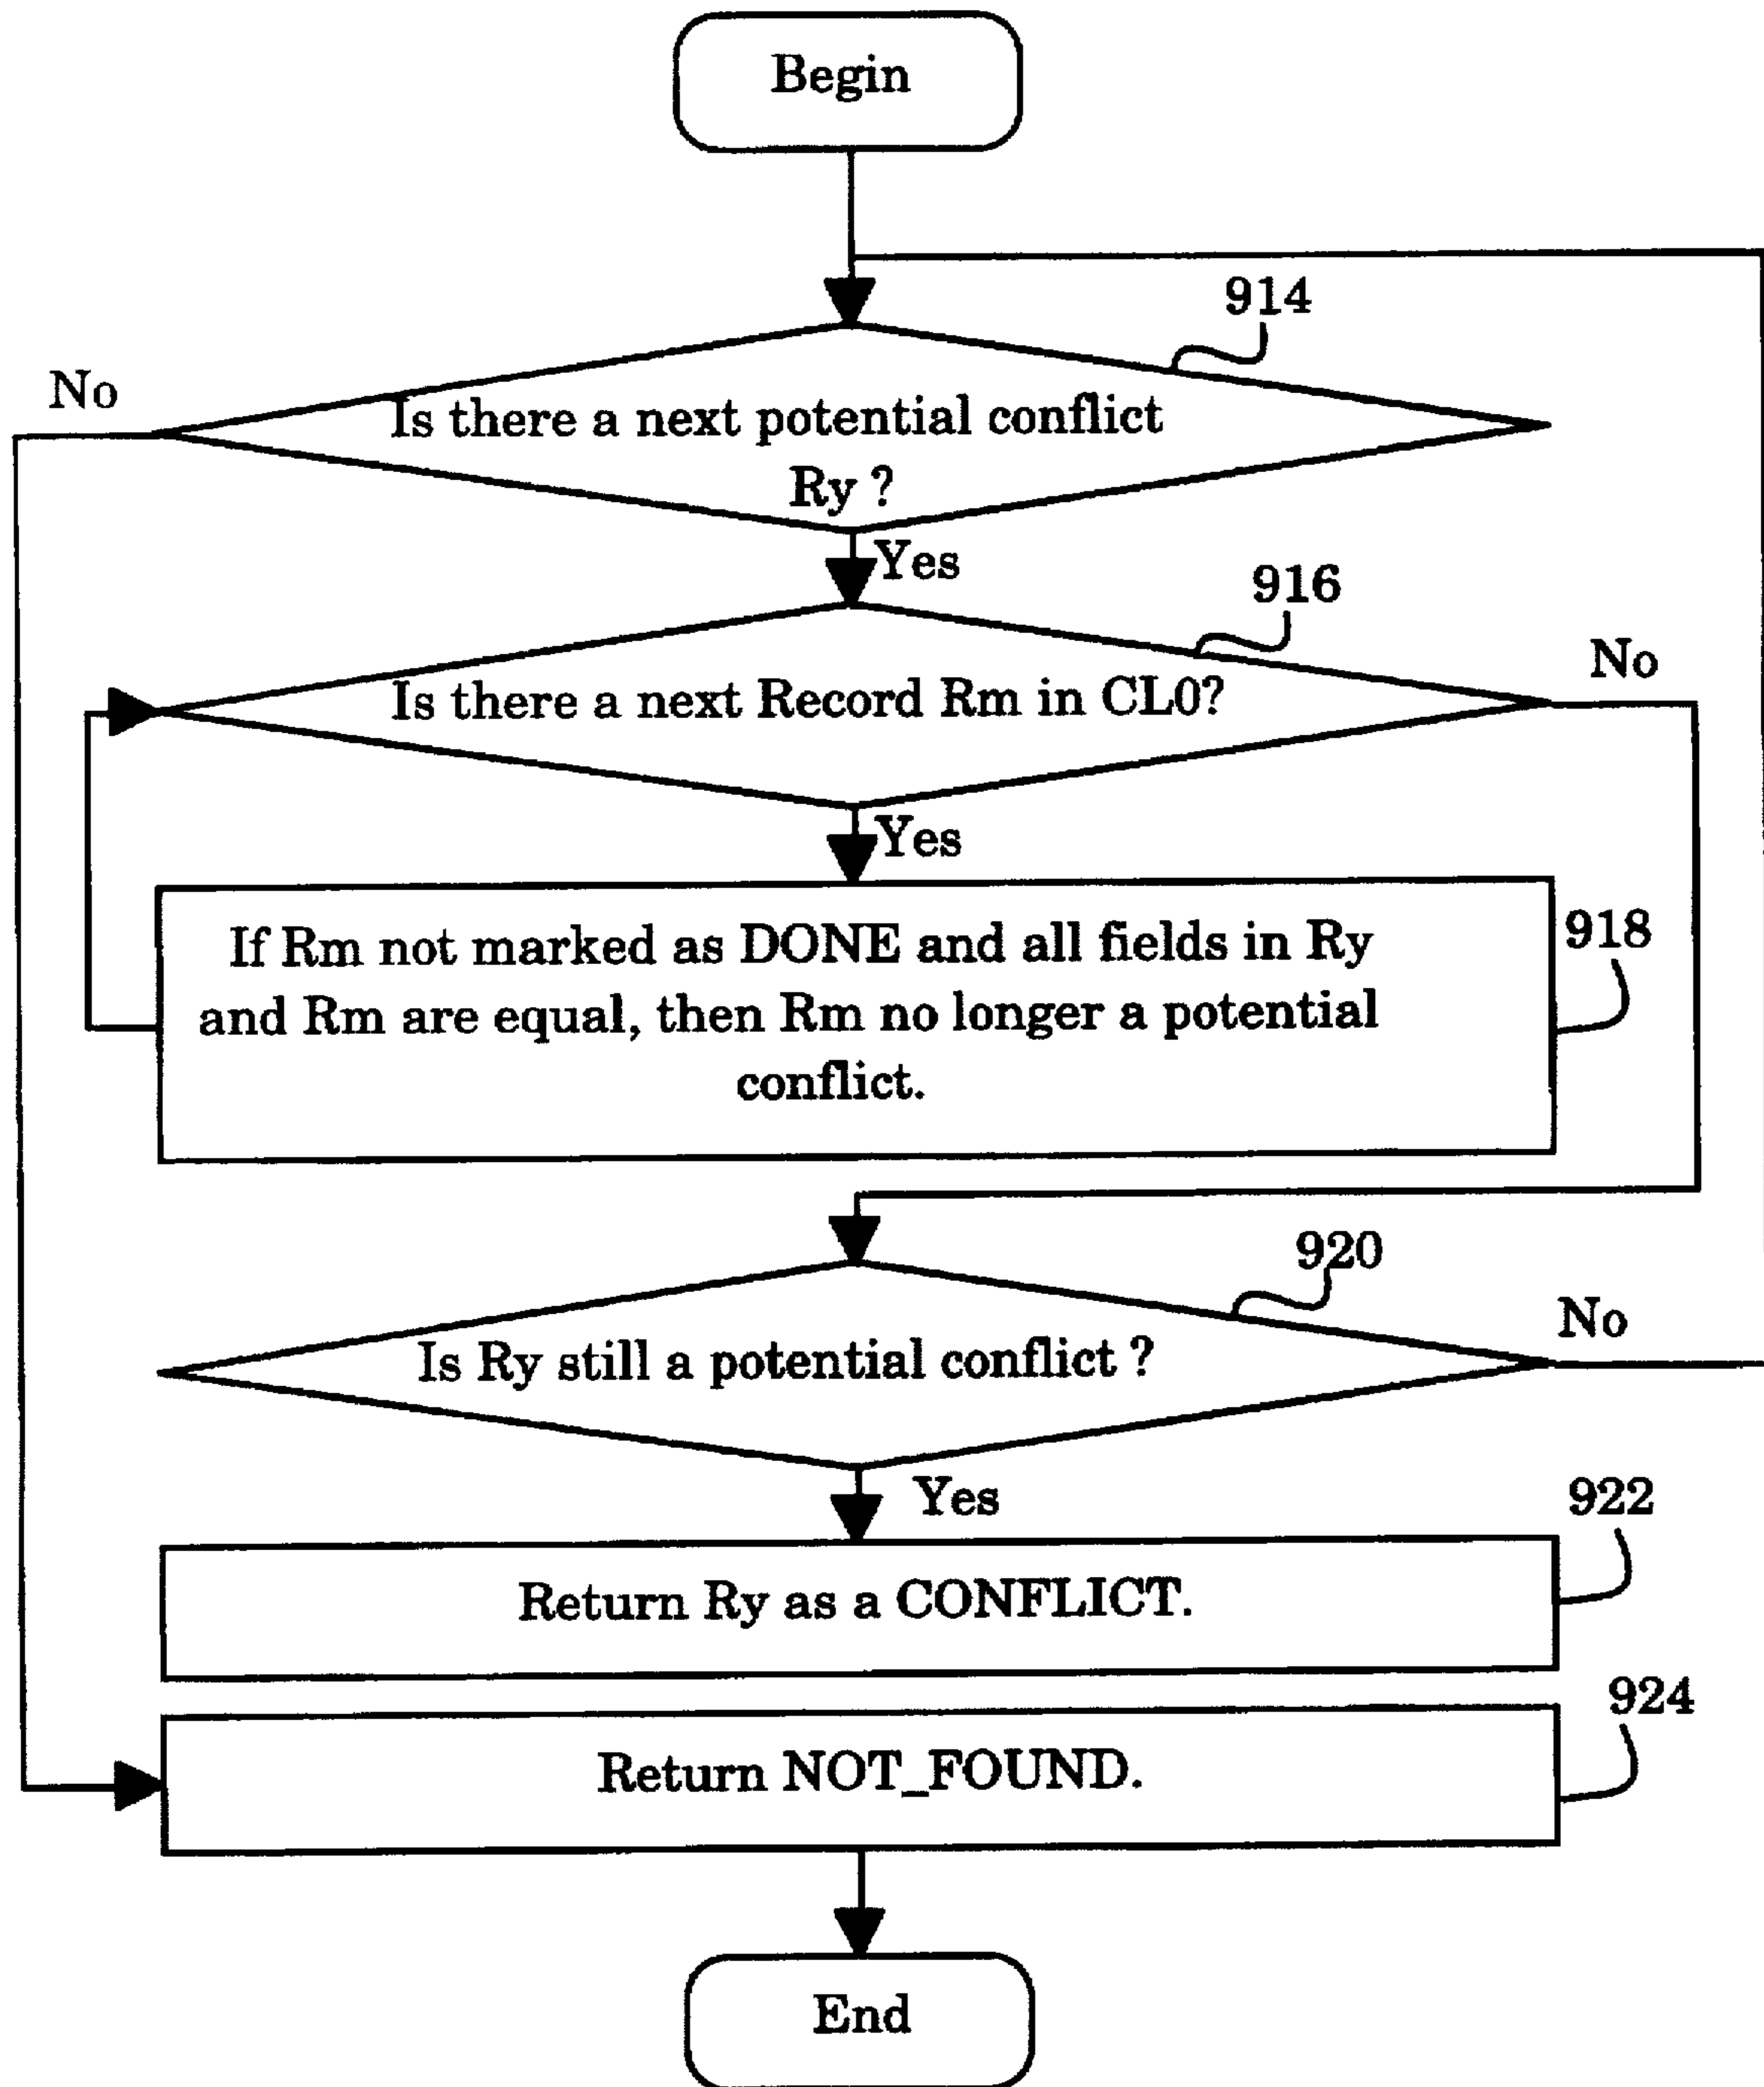 Begin
914
No
Is there a next potential conflict
Ry ?
Yes
916
No
Is there a next Record Rm in CL0?
Yes
918
If Rm not marked as DONE and all fields in Ry
and Rm are equal, then Rm no longer a potential
conflict.
920
No
Is Ry still a potential conflict ?
Yes
922
Return Ry as a CONFLICT.
924
Return NOT_FOUND.
End